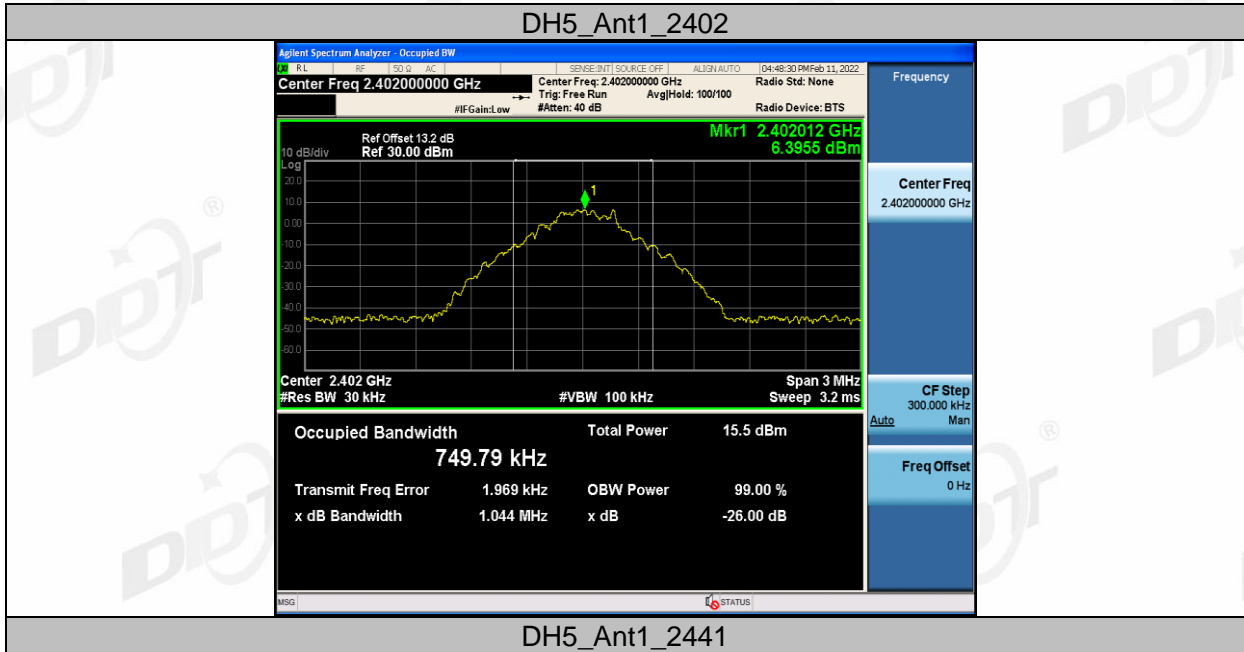 DH5_Ant1_2402
Agilent Spectrum Analyzer - Occupied BW
RL RF 50 Ω AC SENSE:INT SOURCE OFF ALIGN AUTO 04:48:30 PM Feb 11, 2022
Center Freq 2.402000000 GHz
Center Freq: 2.402000000 GHz
Radio Std: None
Trig: Free Run Avg|Hold: 100/100
#IFGain:Low #Atten: 40 dB Radio Device: BTS
Frequency
Ref Offset 13.2 dB
10 dB/div Ref 30.00 dBm
Mkr1 2.402012 GHz
6.3955 dBm
Log
20.0
10.0
0.00
-10.0
-20.0
-30.0
-40.0
-50.0
-60.0
1
Center 2.402 GHz Span 3 MHz
#Res BW 30 kHz #VBW 100 kHz Sweep 3.2 ms
Center Freq
2.402000000 GHz
CF Step
300.000 kHz
Auto Man
Freq Offset
0 Hz
Occupied Bandwidth Total Power 15.5 dBm
749.79 kHz
Transmit Freq Error 1.969 kHz OBW Power 99.00 %
x dB Bandwidth 1.044 MHz x dB -26.00 dB
MSG STATUS
DH5_Ant1_2441
DDT
®